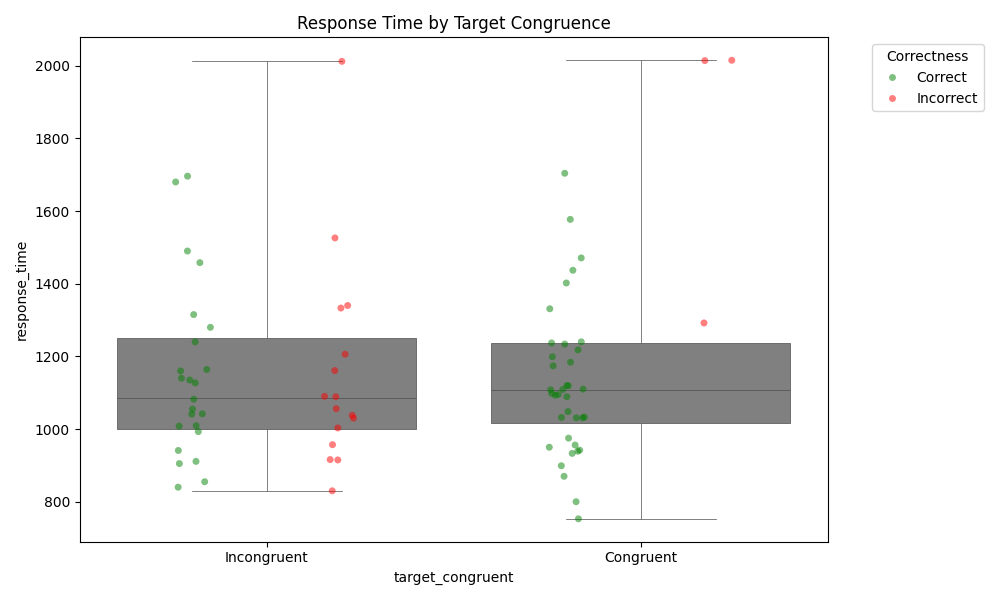 Response Time by Target Congruence
Correctness
Correct
Incorrect
response_time
2000
1800
1600
1400
1200
1000
800
Incongruent
Congruent
target_congruent